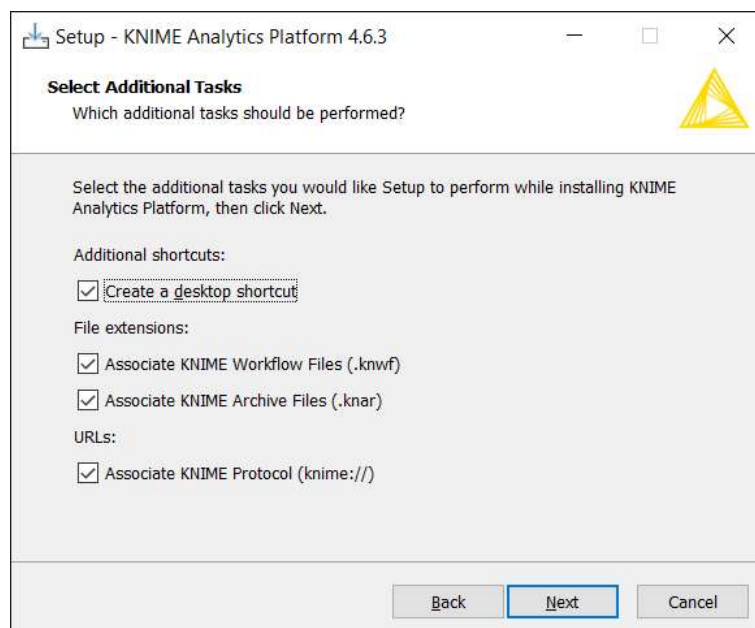 Setup - KNIME Analytics Platform 4.6.3
Select Additional Tasks
Which additional tasks should be performed?
Select the additional tasks you would like Setup to perform while installing KNIME
Analytics Platform, then click Next.
Additional shortcuts:
Create a desktop shortcut
File extensions:
Associate KNIME Workflow Files (.knwf)
Associate KNIME Archive Files (.knar)
URLs:
Associate KNIME Protocol (knime://)
Back Next Cancel